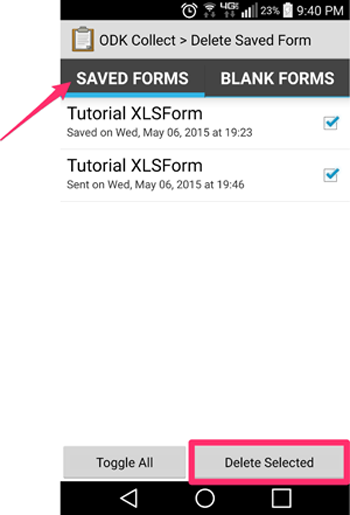 4G 23% 9:40 PM
ODK Collect > Delete Saved Form
SAVED FORMS BLANK FORMS
Tutorial XLSForm
Saved on Wed, May 06, 2015 at 19:23
Tutorial XLSForm
Sent on Wed, May 06, 2015 at 19:46
Toggle All Delete Selected